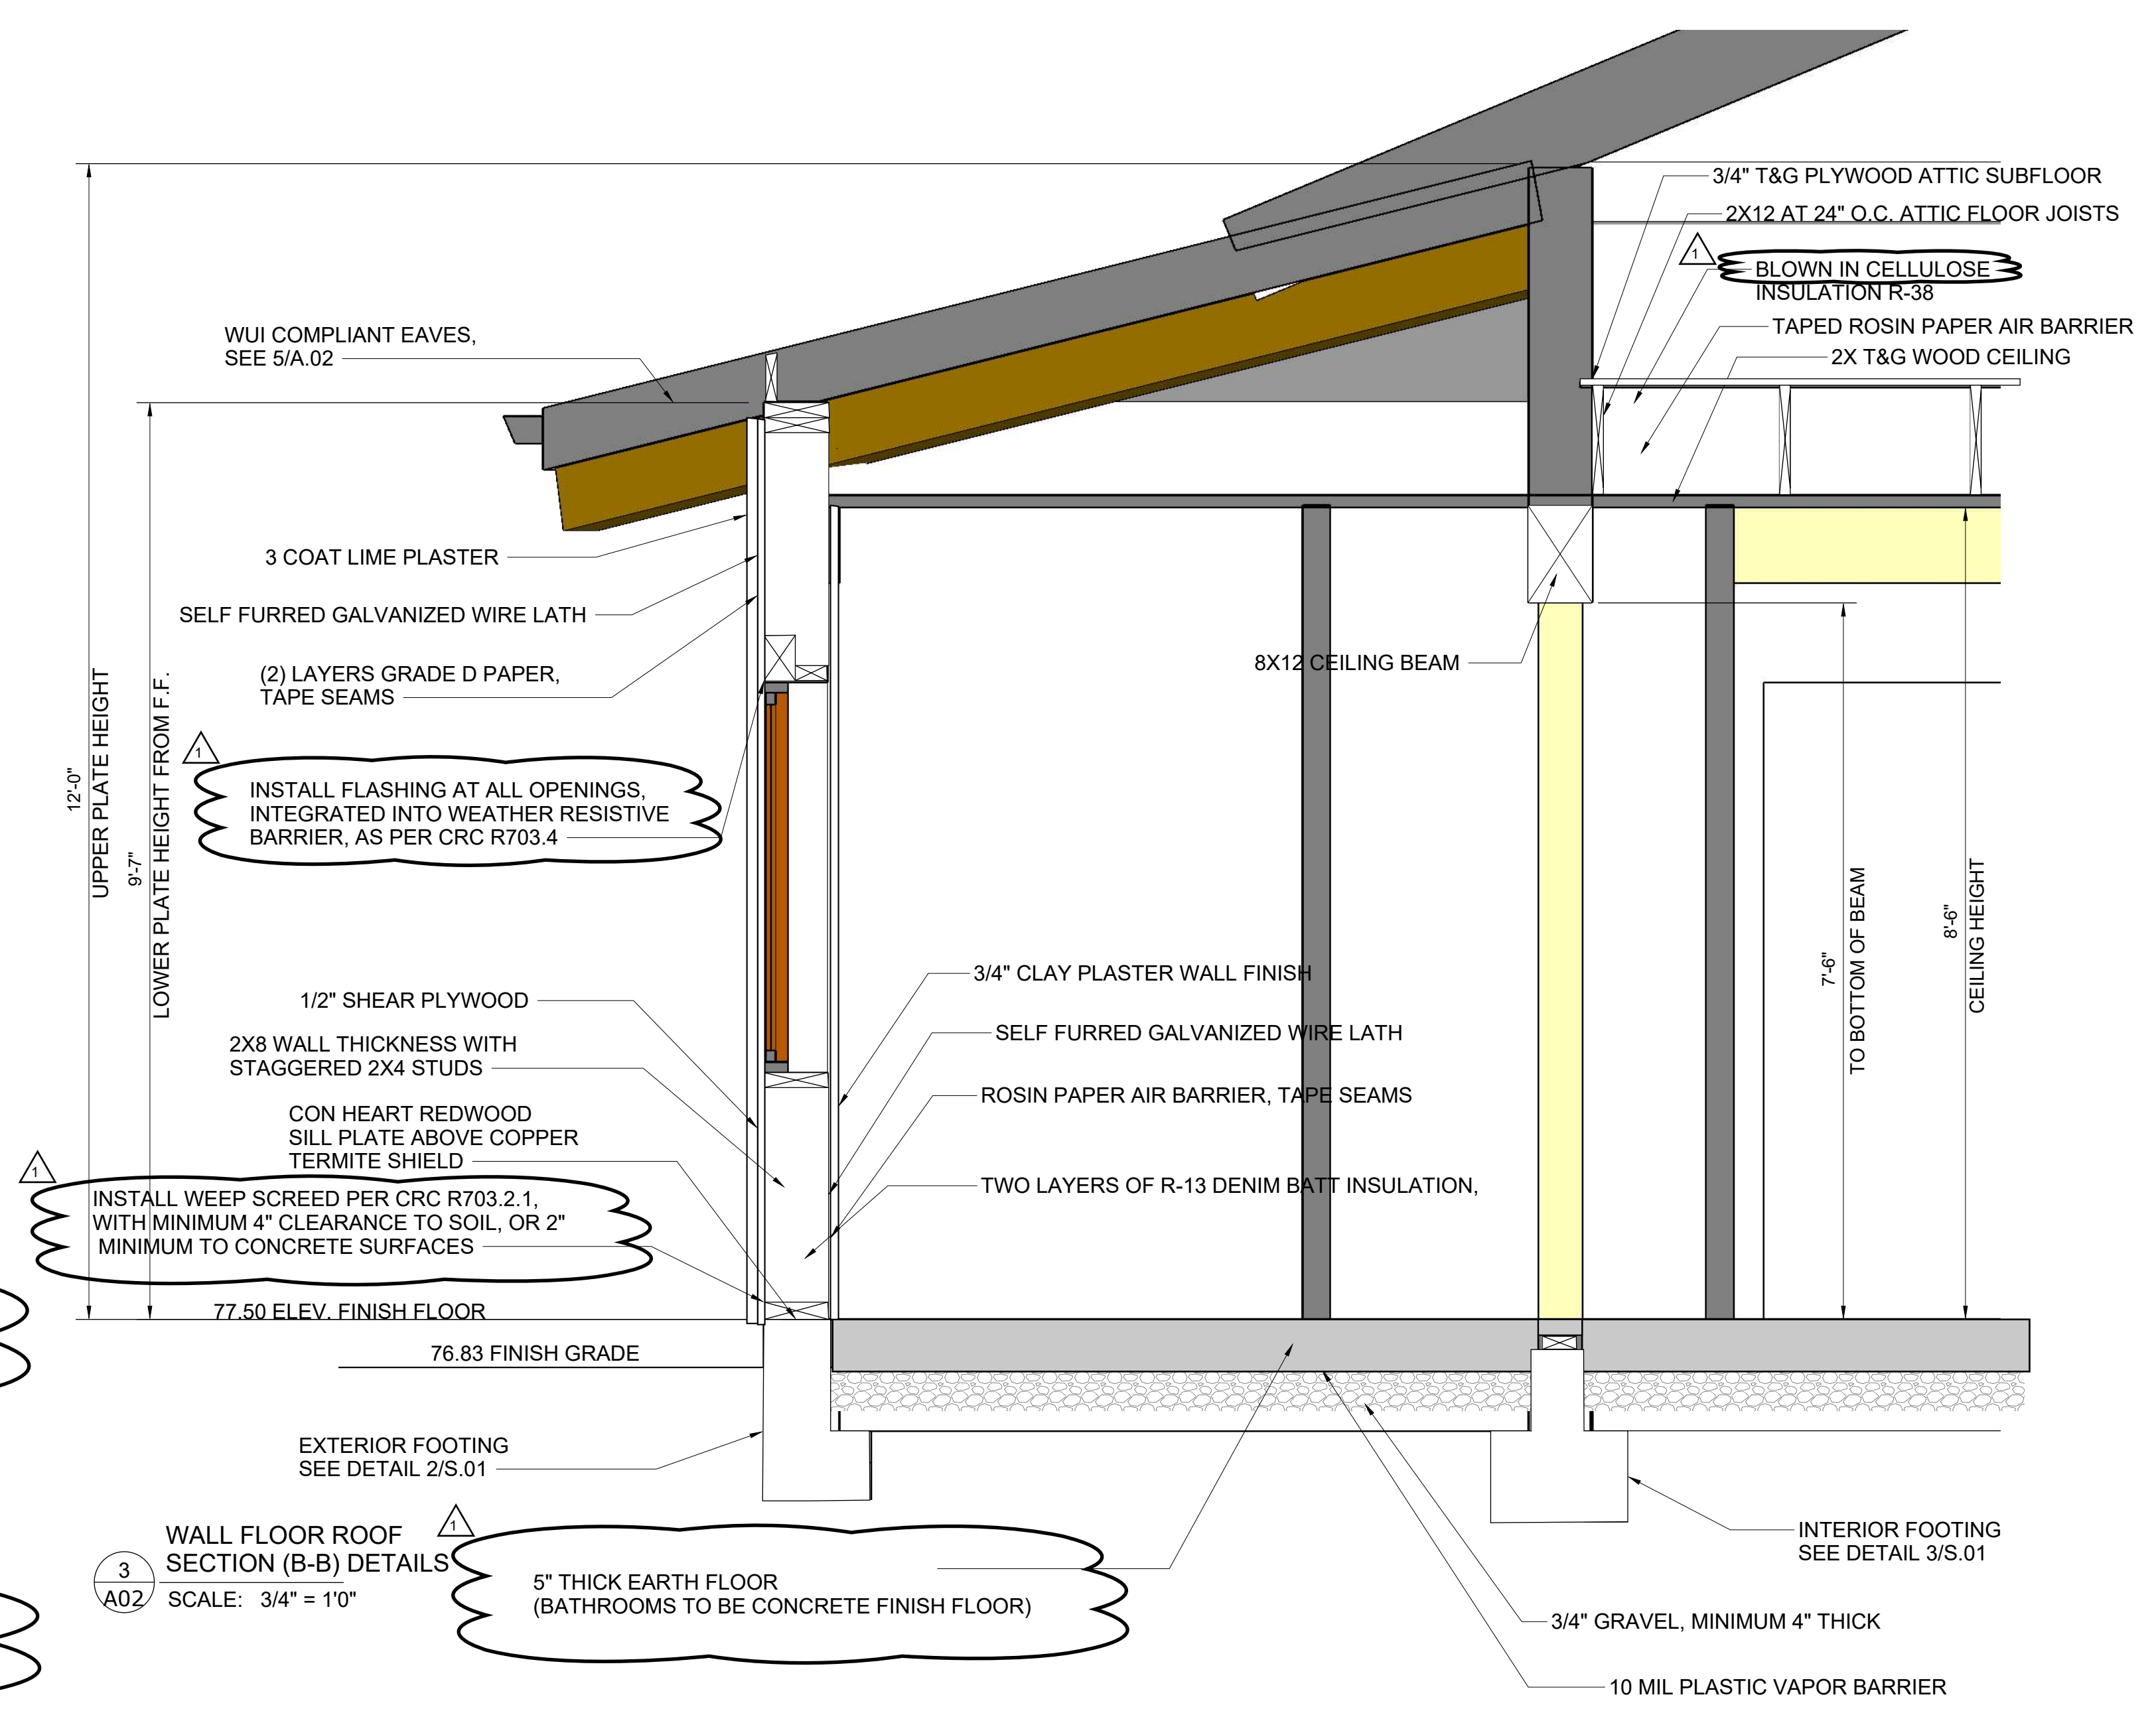 3/4" T&G PLYWOOD ATTIC SUBFLOOR
2X12 AT 24" O.C. ATTIC FLOOR JOISTS
1
BLOWN IN CELLULOSE
INSULATION R-38
TAPED ROSIN PAPER AIR BARRIER
2X T&G WOOD CEILING
WUI COMPLIANT EAVES,
SEE 5/A.02
3 COAT LIME PLASTER
SELF FURRED GALVANIZED WIRE LATH
(2) LAYERS GRADE D PAPER,
TAPE SEAMS
8X12 CEILING BEAM
12'-0"
UPPER PLATE HEIGHT
9'-7"
LOWER PLATE HEIGHT FROM F.F.
1
INSTALL FLASHING AT ALL OPENINGS,
INTEGRATED INTO WEATHER RESISTIVE
BARRIER, AS PER CRC R703.4
7'-6"
TO BOTTOM OF BEAM
8'-6"
CEILING HEIGHT
1/2" SHEAR PLYWOOD
2X8 WALL THICKNESS WITH
STAGGERED 2X4 STUDS
CON HEART REDWOOD
SILL PLATE ABOVE COPPER
TERMITE SHIELD
3/4" CLAY PLASTER WALL FINISH
SELF FURRED GALVANIZED WIRE LATH
ROSIN PAPER AIR BARRIER, TAPE SEAMS
TWO LAYERS OF R-13 DENIM BATT INSULATION,
1
INSTALL WEEP SCREED PER CRC R703.2.1,
WITH MINIMUM 4" CLEARANCE TO SOIL, OR 2"
MINIMUM TO CONCRETE SURFACES
77.50 ELEV. FINISH FLOOR
76.83 FINISH GRADE
EXTERIOR FOOTING
SEE DETAIL 2/S.01
INTERIOR FOOTING
SEE DETAIL 3/S.01
3
A02
WALL FLOOR ROOF
SECTION (B-B) DETAILS
SCALE: 3/4" = 1'0"
1
5" THICK EARTH FLOOR
(BATHROOMS TO BE CONCRETE FINISH FLOOR)
3/4" GRAVEL, MINIMUM 4" THICK
10 MIL PLASTIC VAPOR BARRIER